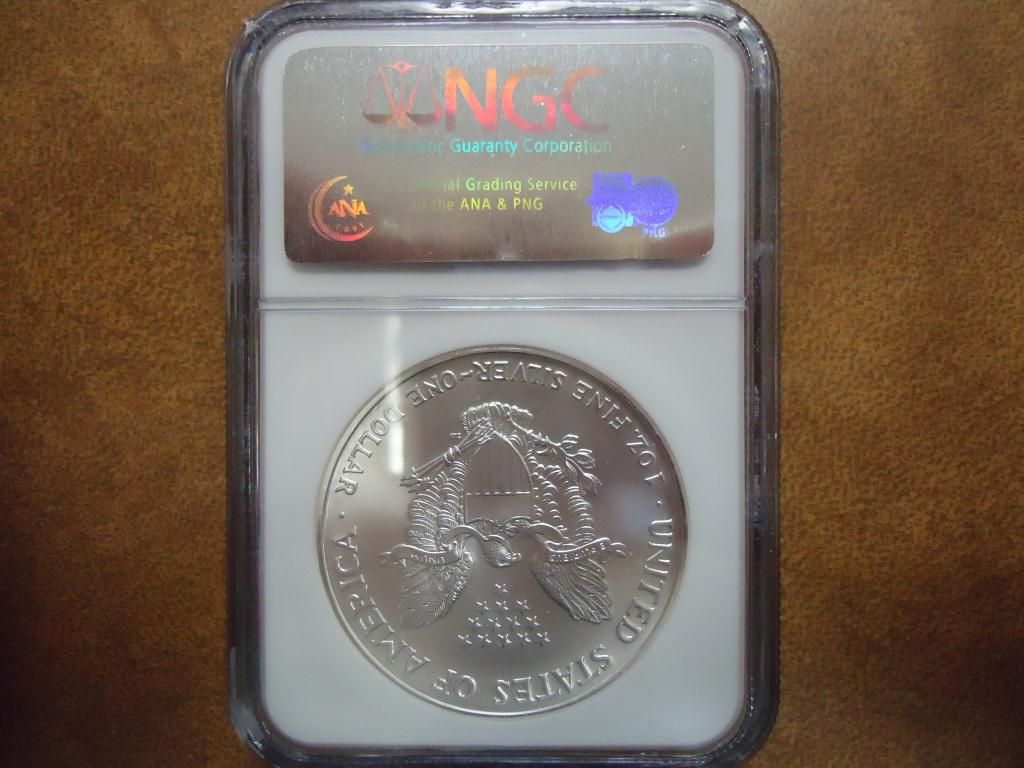 NGC
Numismatic Guaranty Corporation
Official Grading Service
of the ANA & PNG
ANA
1891
PNG
UNITED STATES OF AMERICA
1 OZ. FINE SILVER~ONE DOLLAR